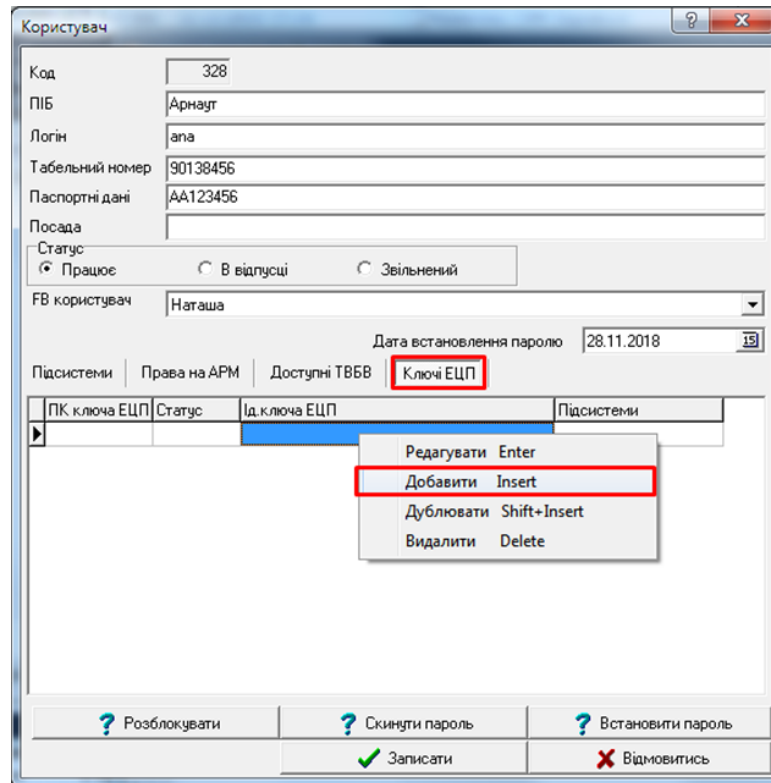 Користувач
Код 328
ПІБ Арнаут
Логін ana
Табельний номер 90138456
Паспортні дані АА123456
Посада
Статус
Працює В відпусці Звільнений
FB користувач Наташа
Дата встановлення паролю 28.11.2018 15
Підсистеми Права на АРМ Доступні ТВБВ Ключі ЕЦП
ПК ключа ЕЦП Статус Ід.ключа ЕЦП Підсистеми
Редагувати Enter
Добавити Insert
Дублювати Shift+Insert
Видалити Delete
Розблокувати Скинути пароль Встановити пароль
Записати Відмовитись